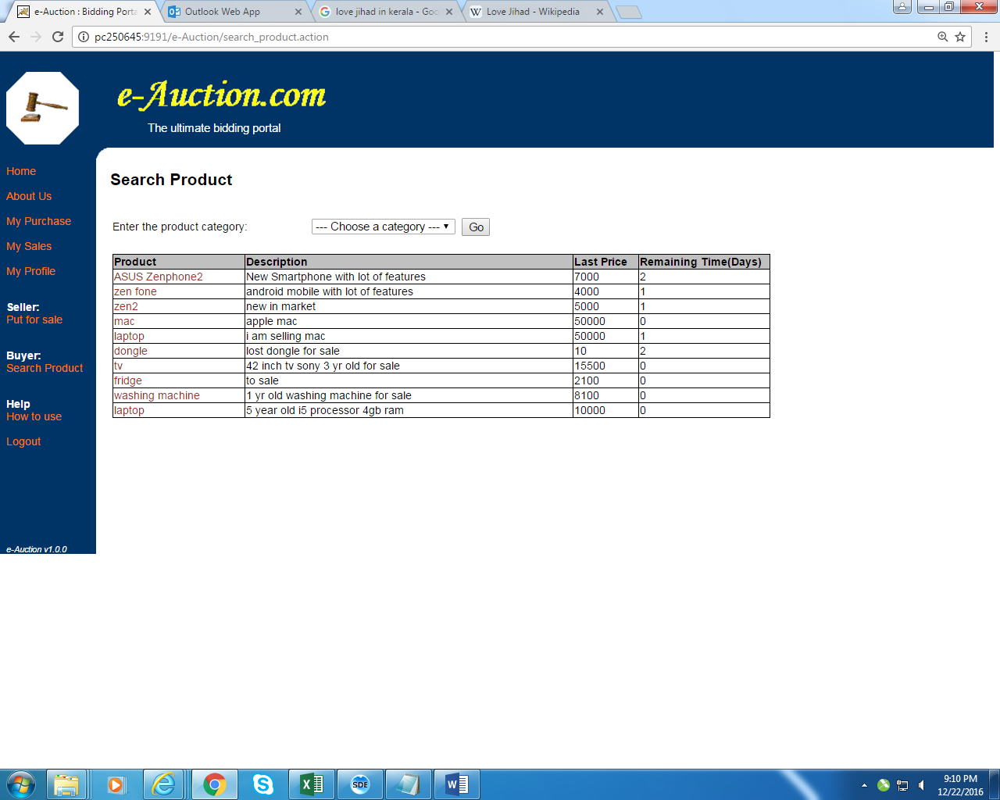 e-Auction : Bidding Porta
Outlook Web App
love jihad in kerala - Goo
Love Jihad - Wikipedia
pc250645:9191/e-Auction/search_product.action
e-Auction.com
The ultimate bidding portal
Home
About Us
My Purchase
My Sales
My Profile
Seller:
Put for sale
Buyer:
Search Product
Help
How to use
Logout
e-Auction v1.0.0
Search Product
Enter the product category: --- Choose a category --- Go
Product Description Last Price Remaining Time(Days)
ASUS Zenphone2 New Smartphone with lot of features 7000 2
zen fone android mobile with lot of features 4000 1
zen2 new in market 5000 1
mac apple mac 50000 0
laptop i am selling mac 50000 1
dongle lost dongle for sale 10 2
tv 42 inch tv sony 3 yr old for sale 15500 0
fridge to sale 2100 0
washing machine 1 yr old washing machine for sale 8100 0
laptop 5 year old i5 processor 4gb ram 10000 0
SDE
9:10 PM
12/22/2016